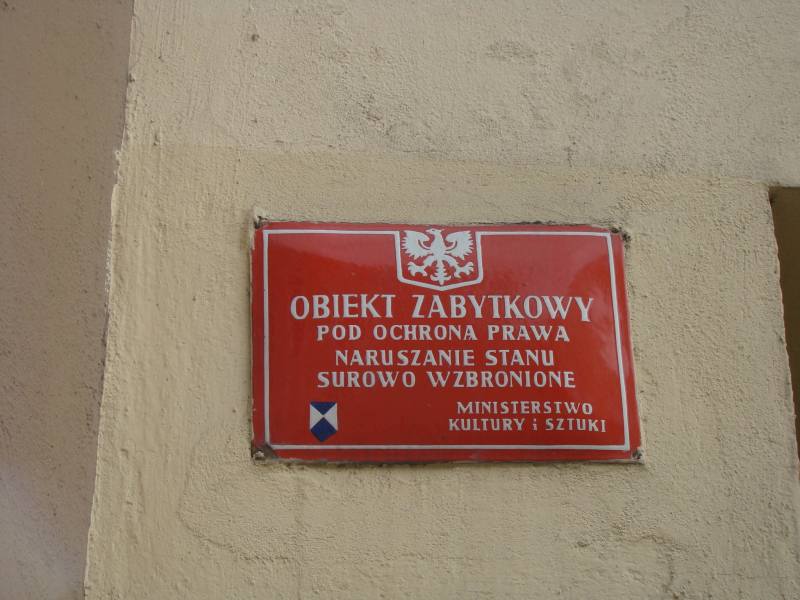 OBIEKT ZABYTKOWY
POD OCHRONA PRAWA
NARUSZANIE STANU
SUROWO WZBRONIONE
MINISTERSTWO
KULTURY i SZTUKI